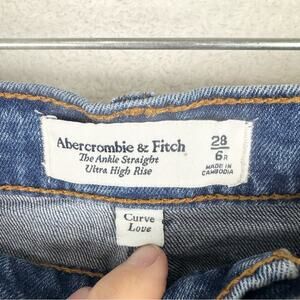 Abercrombie & Fitch
The Ankle Straight
Ultra High Rise
28
6R
MADE IN
CAMBODIA
Curve
Love